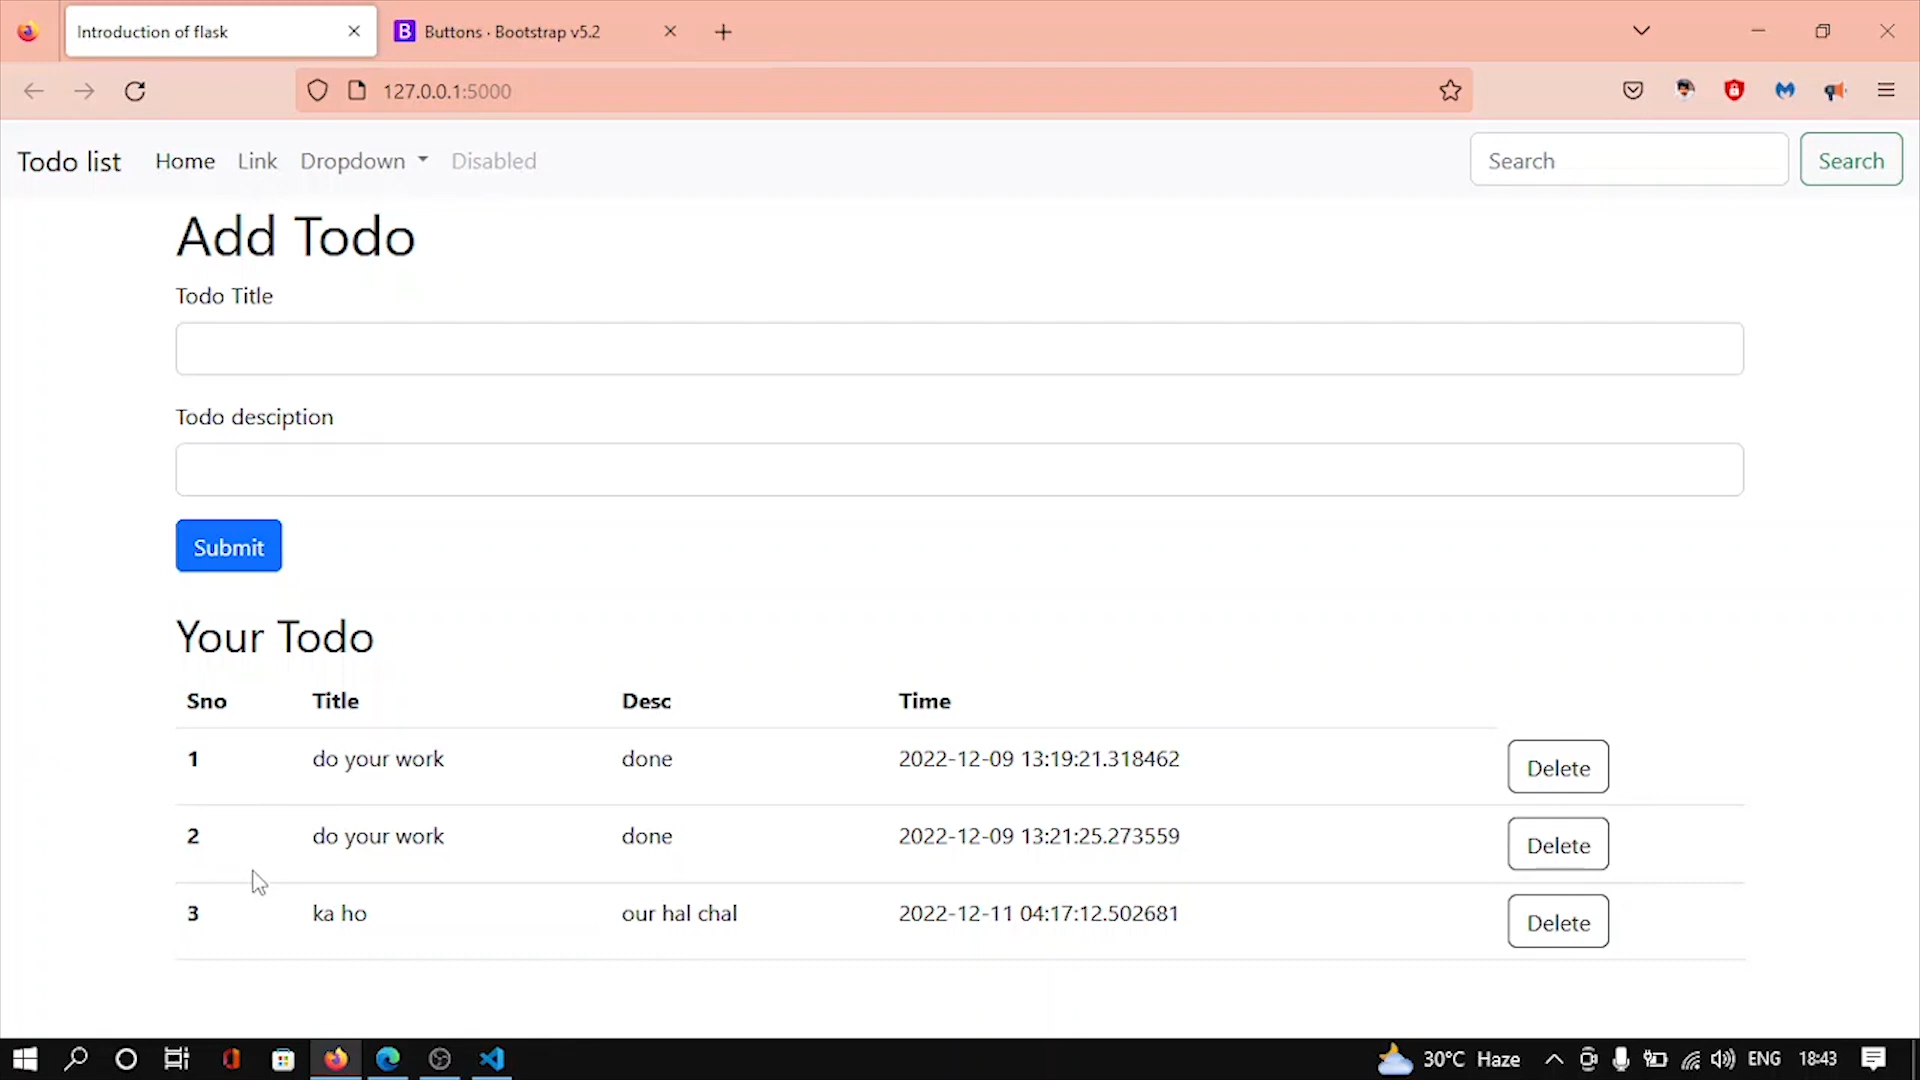 Introduction of flask
B Buttons · Bootstrap v5.2
127.0.0.1:5000
Todo list Home Link Dropdown Disabled Search Search
Add Todo
Todo Title
Todo desciption
Submit
Your Todo
Sno Title Desc Time
1 do your work done 2022-12-09 13:19:21.318462 Delete
2 do your work done 2022-12-09 13:21:25.273559 Delete
3 ka ho our hal chal 2022-12-11 04:17:12.502681 Delete
30°C Haze ENG 18:43